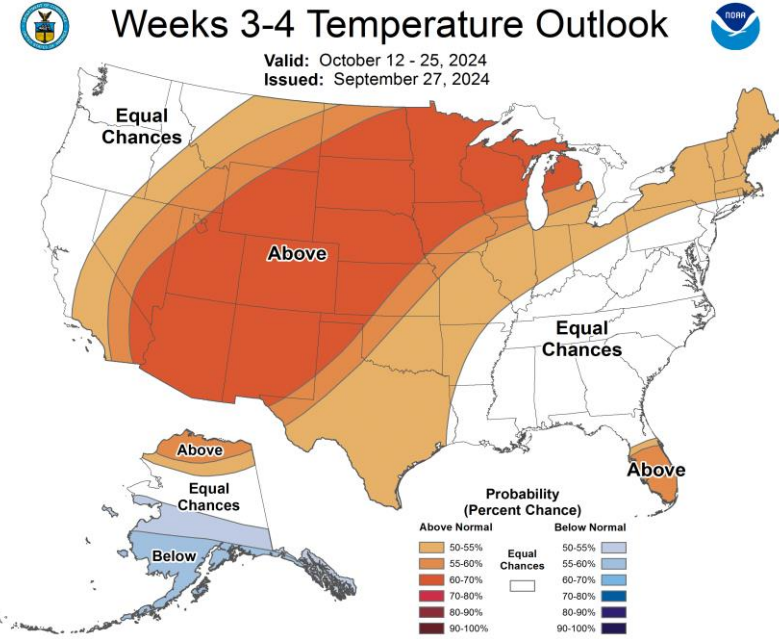 Weeks 3-4 Temperature Outlook
NOAA
Valid: October 12 - 25, 2024
Issued: September 27, 2024
Equal
Chances
Above
Equal
Chances
Above
Above
Equal
Chances
Below
Probability
(Percent Chance)
Above Normal
Below Normal
Equal
Chances
50-55%
55-60%
60-70%
70-80%
80-90%
90-100%
50-55%
55-60%
60-70%
70-80%
80-90%
90-100%